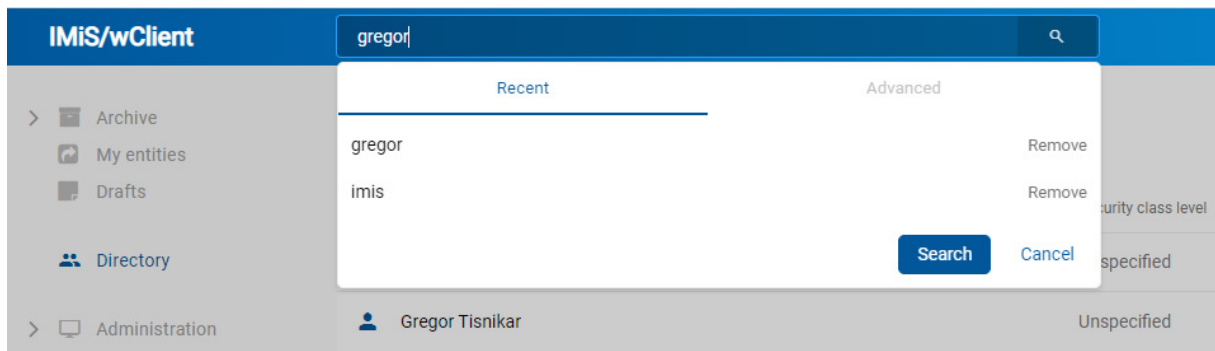 IMiS/wClient
gregor
Recent
Advanced
Archive
gregor
Remove
My entities
Drafts
imis
Remove
curity class level
Directory
Search
Cancel
specified
Administration
Gregor Tisnikar
Unspecified